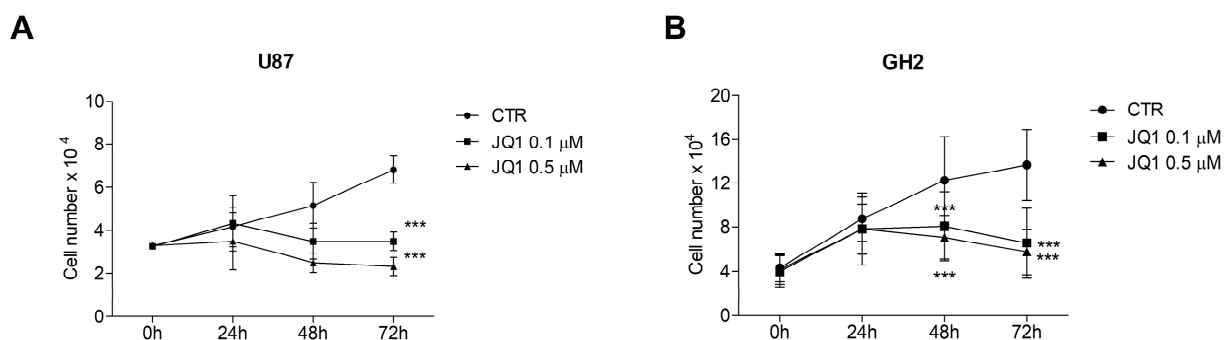 A
U87
10
8
6
4
2
0
Cell number x 10⁻⁴
0h 24h 48h 72h
***
***
CTR
JQ1 0.1 μM
JQ1 0.5 μM
B
GH2
20
16
12
8
4
0
Cell number x 10⁴
0h 24h 48h 72h
***
***
***
***
CTR
JQ1 0.1 μM
JQ1 0.5 μM